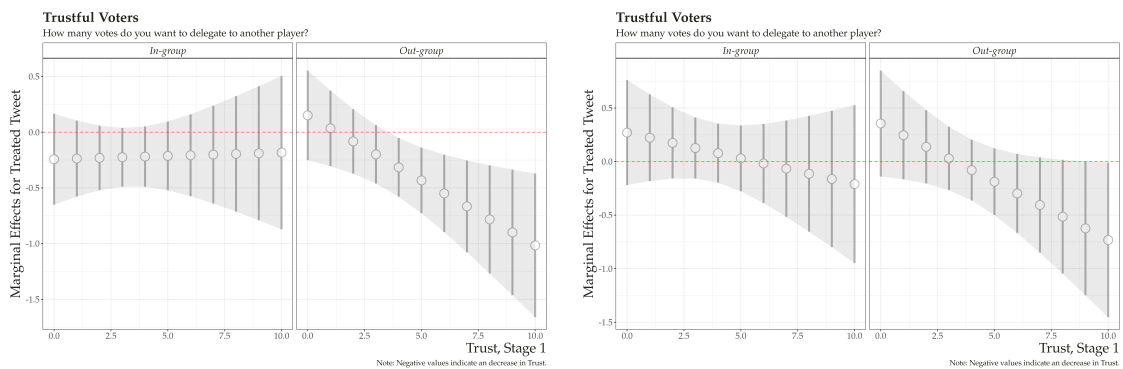 Trustful Voters
How many votes do you want to delegate to another player?
In-group
Out-group
Marginal Effects for Treated Tweet
0.5
0.0
-0.5
-1.0
-1.5
0.0 2.5 5.0 7.5 10.0
0.0 2.5 5.0 7.5 10.0
Trust, Stage 1
Note: Negative values indicate an decrease in Trust.
Trustful Voters
How many votes do you want to delegate to another player?
In-group
Out-group
Marginal Effects for Treated Tweet
0.5
0.0
-0.5
-1.0
-1.5
0.0 2.5 5.0 7.5 10.0
0.0 2.5 5.0 7.5 10.0
Trust, Stage 1
Note: Negative values indicate an decrease in Trust.